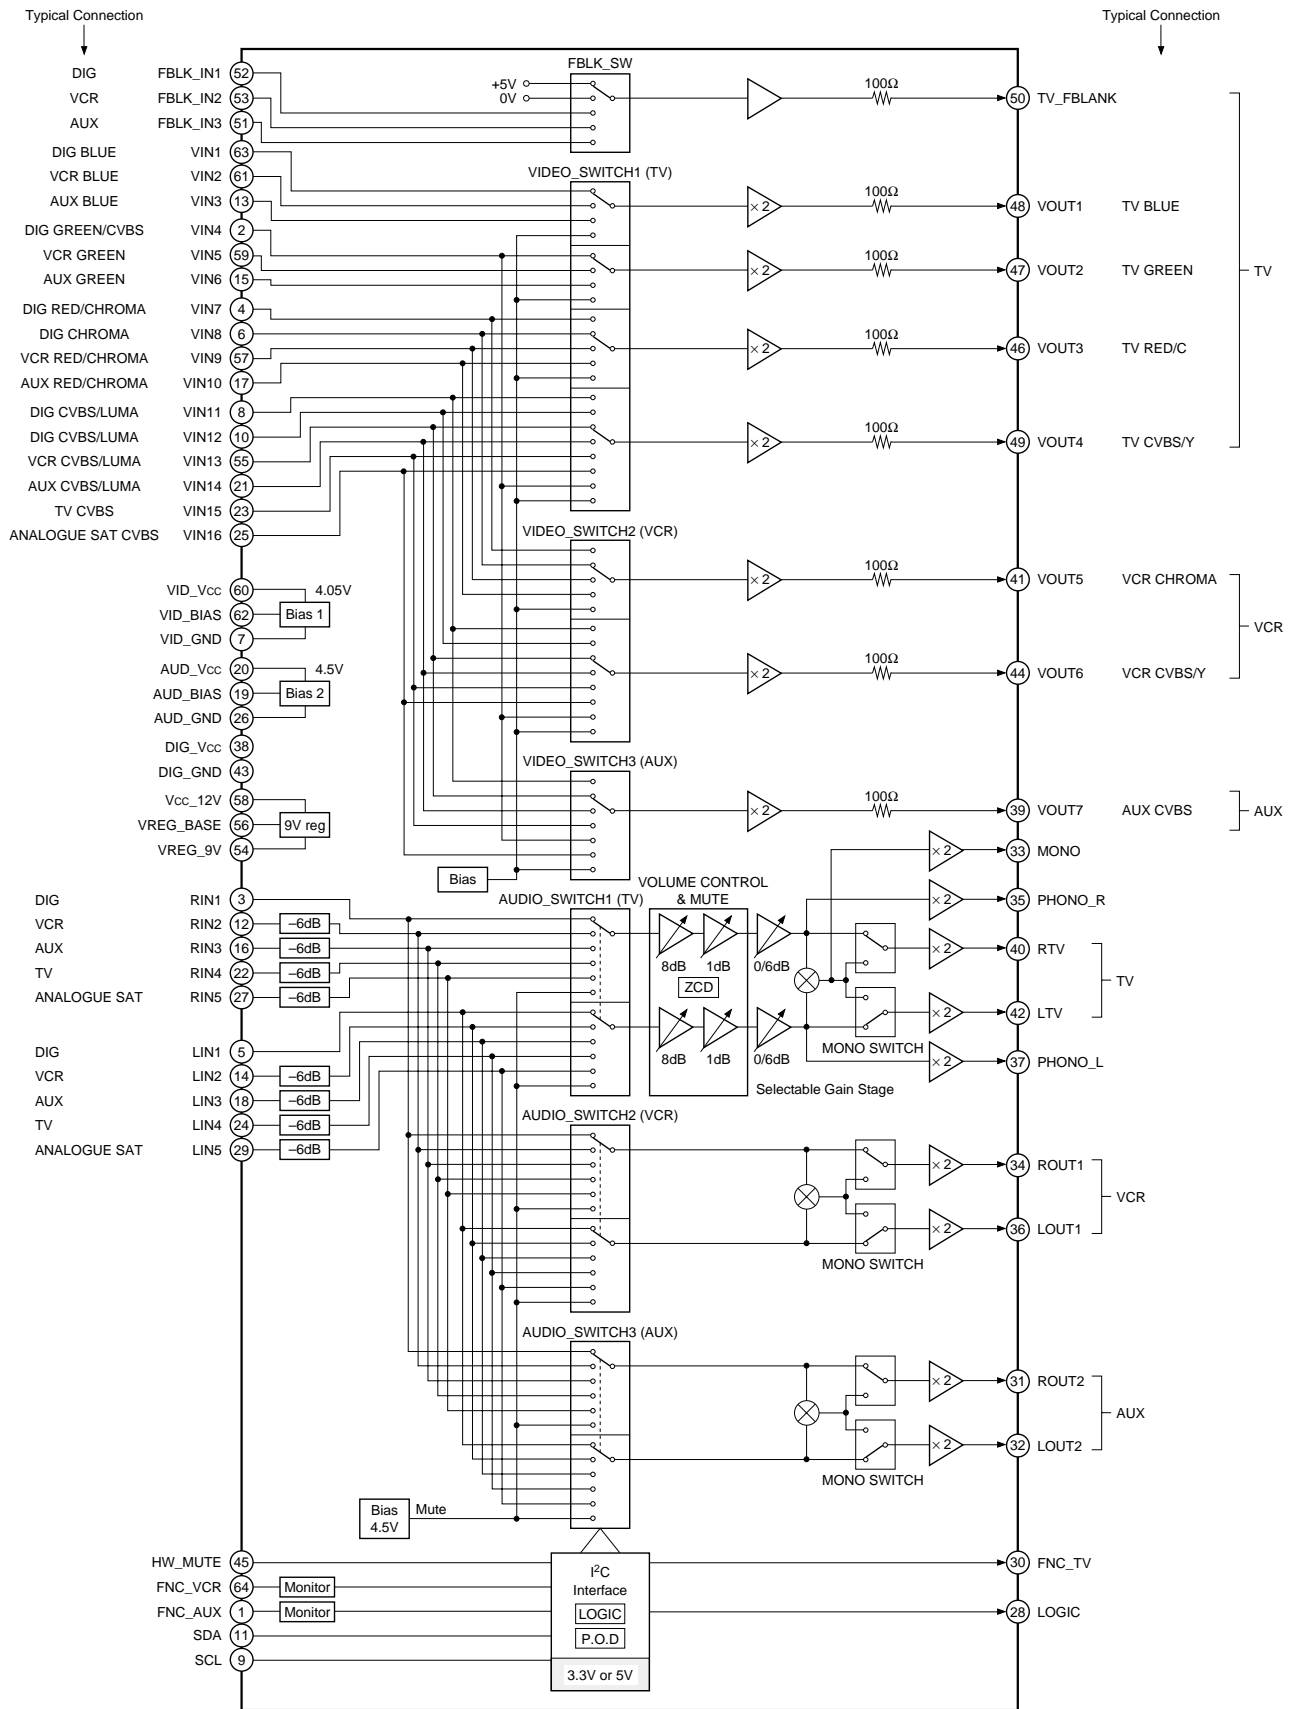 Typical Connection
Typical Connection
DIG FBLK_IN1 52
VCR FBLK_IN2 53
AUX FBLK_IN3 51
DIG BLUE VIN1 63
VCR BLUE VIN2 61
AUX BLUE VIN3 13
DIG GREEN/CVBS VIN4 2
VCR GREEN VIN5 59
AUX GREEN VIN6 15
DIG RED/CHROMA VIN7 4
DIG CHROMA VIN8 6
VCR RED/CHROMA VIN9 57
AUX RED/CHROMA VIN10 17
DIG CVBS/LUMA VIN11 8
DIG CVBS/LUMA VIN12 10
VCR CVBS/LUMA VIN13 55
AUX CVBS/LUMA VIN14 21
TV CVBS VIN15 23
ANALOGUE SAT CVBS VIN16 25
VID_Vcc 60 4.05V
VID_BIAS 62 Bias 1
VID_GND 7
AUD_Vcc 20 4.5V
AUD_BIAS 19 Bias 2
AUD_GND 26
DIG_Vcc 38
DIG_GND 43
Vcc_12V 58
VREG_BASE 56 9V reg
VREG_9V 54
DIG RIN1 3
VCR RIN2 12 –6dB
AUX RIN3 16 –6dB
TV RIN4 22 –6dB
ANALOGUE SAT RIN5 27 –6dB
DIG LIN1 5
VCR LIN2 14 –6dB
AUX LIN3 18 –6dB
TV LIN4 24 –6dB
ANALOGUE SAT LIN5 29 –6dB
HW_MUTE 45
FNC_VCR 64 Monitor
FNC_AUX 1 Monitor
SDA 11
SCL 9
FBLK_SW
+5V
0V
100Ω
50 TV_FBLANK
VIDEO_SWITCH1 (TV)
×2 100Ω 48 VOUT1 TV BLUE
×2 100Ω 47 VOUT2 TV GREEN
TV
×2 100Ω 46 VOUT3 TV RED/C
×2 100Ω 49 VOUT4 TV CVBS/Y
VIDEO_SWITCH2 (VCR)
×2 100Ω 41 VOUT5 VCR CHROMA
VCR
×2 100Ω 44 VOUT6 VCR CVBS/Y
VIDEO_SWITCH3 (AUX)
×2 100Ω 39 VOUT7 AUX CVBS
AUX
Bias
×2 33 MONO
AUDIO_SWITCH1 (TV)
VOLUME CONTROL
& MUTE
×2 35 PHONO_R
8dB 1dB 0/6dB
×2 40 RTV
ZCD
TV
×2 42 LTV
MONO SWITCH
8dB 1dB 0/6dB
×2 37 PHONO_L
Selectable Gain Stage
AUDIO_SWITCH2 (VCR)
×2 34 ROUT1
VCR
×2 36 LOUT1
MONO SWITCH
AUDIO_SWITCH3 (AUX)
×2 31 ROUT2
AUX
×2 32 LOUT2
MONO SWITCH
Bias
4.5V
Mute
I²C
Interface
LOGIC
P.O.D
3.3V or 5V
30 FNC_TV
28 LOGIC